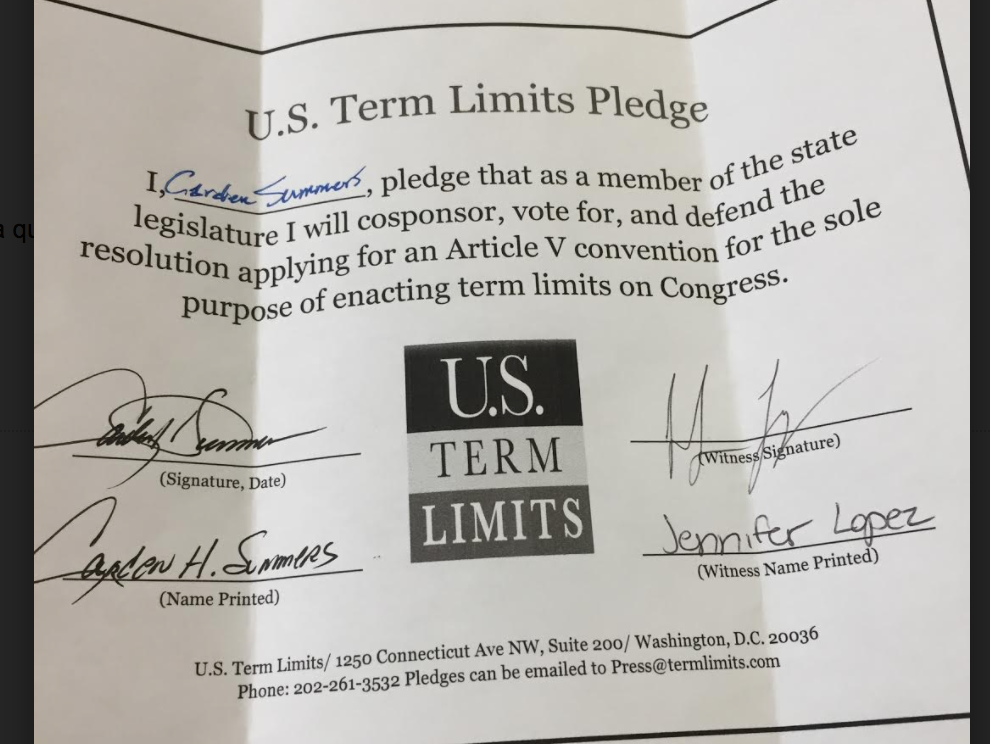 U.S. Term Limits Pledge
I, Carden Summers, pledge that as a member of the state
legislature I will cosponsor, vote for, and defend the
resolution applying for an Article V convention for the sole
purpose of enacting term limits on Congress.
U.S.
TERM
LIMITS
Carden Summers
(Signature, Date)
(Witness Signature)
Carden H. Summers
Jennifer Lopez
(Name Printed)
(Witness Name Printed)
U.S. Term Limits/ 1250 Connecticut Ave NW, Suite 200/ Washington, D.C. 20036
Phone: 202-261-3532 Pledges can be emailed to Press@termlimits.com